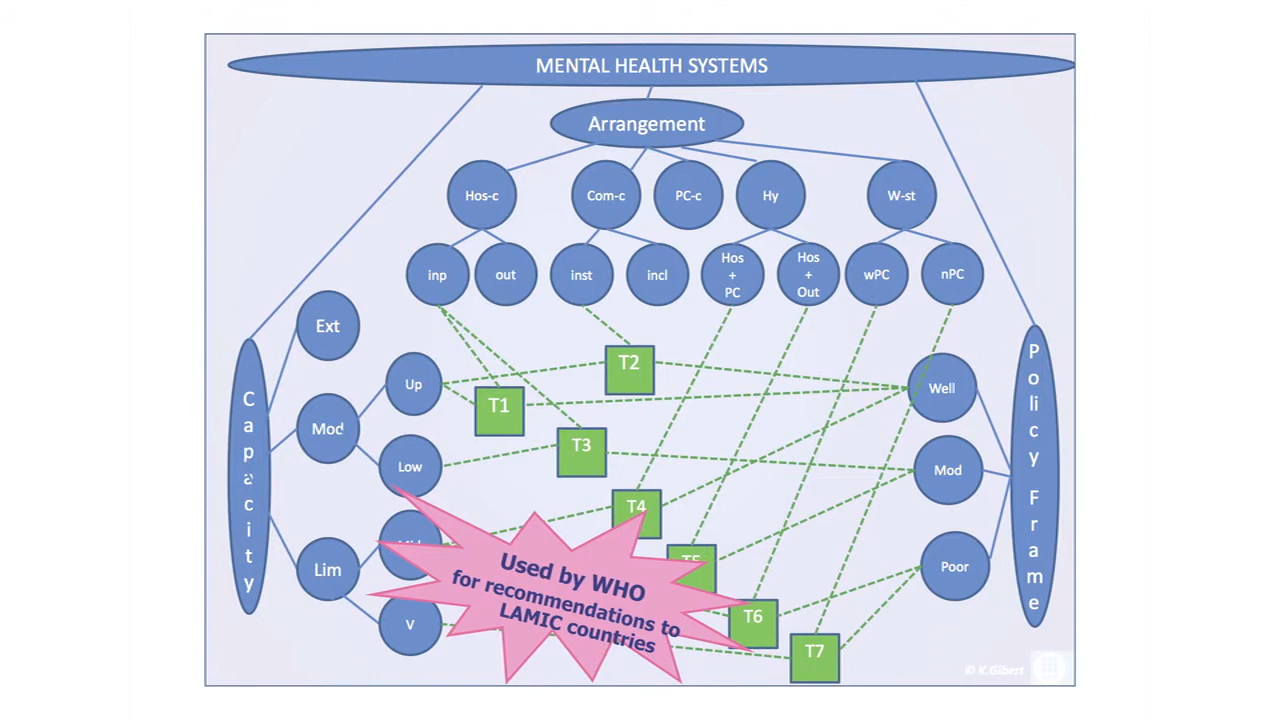 MENTAL HEALTH SYSTEMS
Arrangement
Hos-c
Com-c
PC-c
Hy
W-st
inp
out
inst
incl
Hos
+
PC
Hos
+
Out
wPC
nPC
Ext
Mod
Lim
Capacity
Up
Low
V
T1
T2
T3
T4
T5
T6
T7
Well
Mod
Poor
Policy Frame
Used by WHO
for recommendations to
LAMIC countries
© K.Gibert